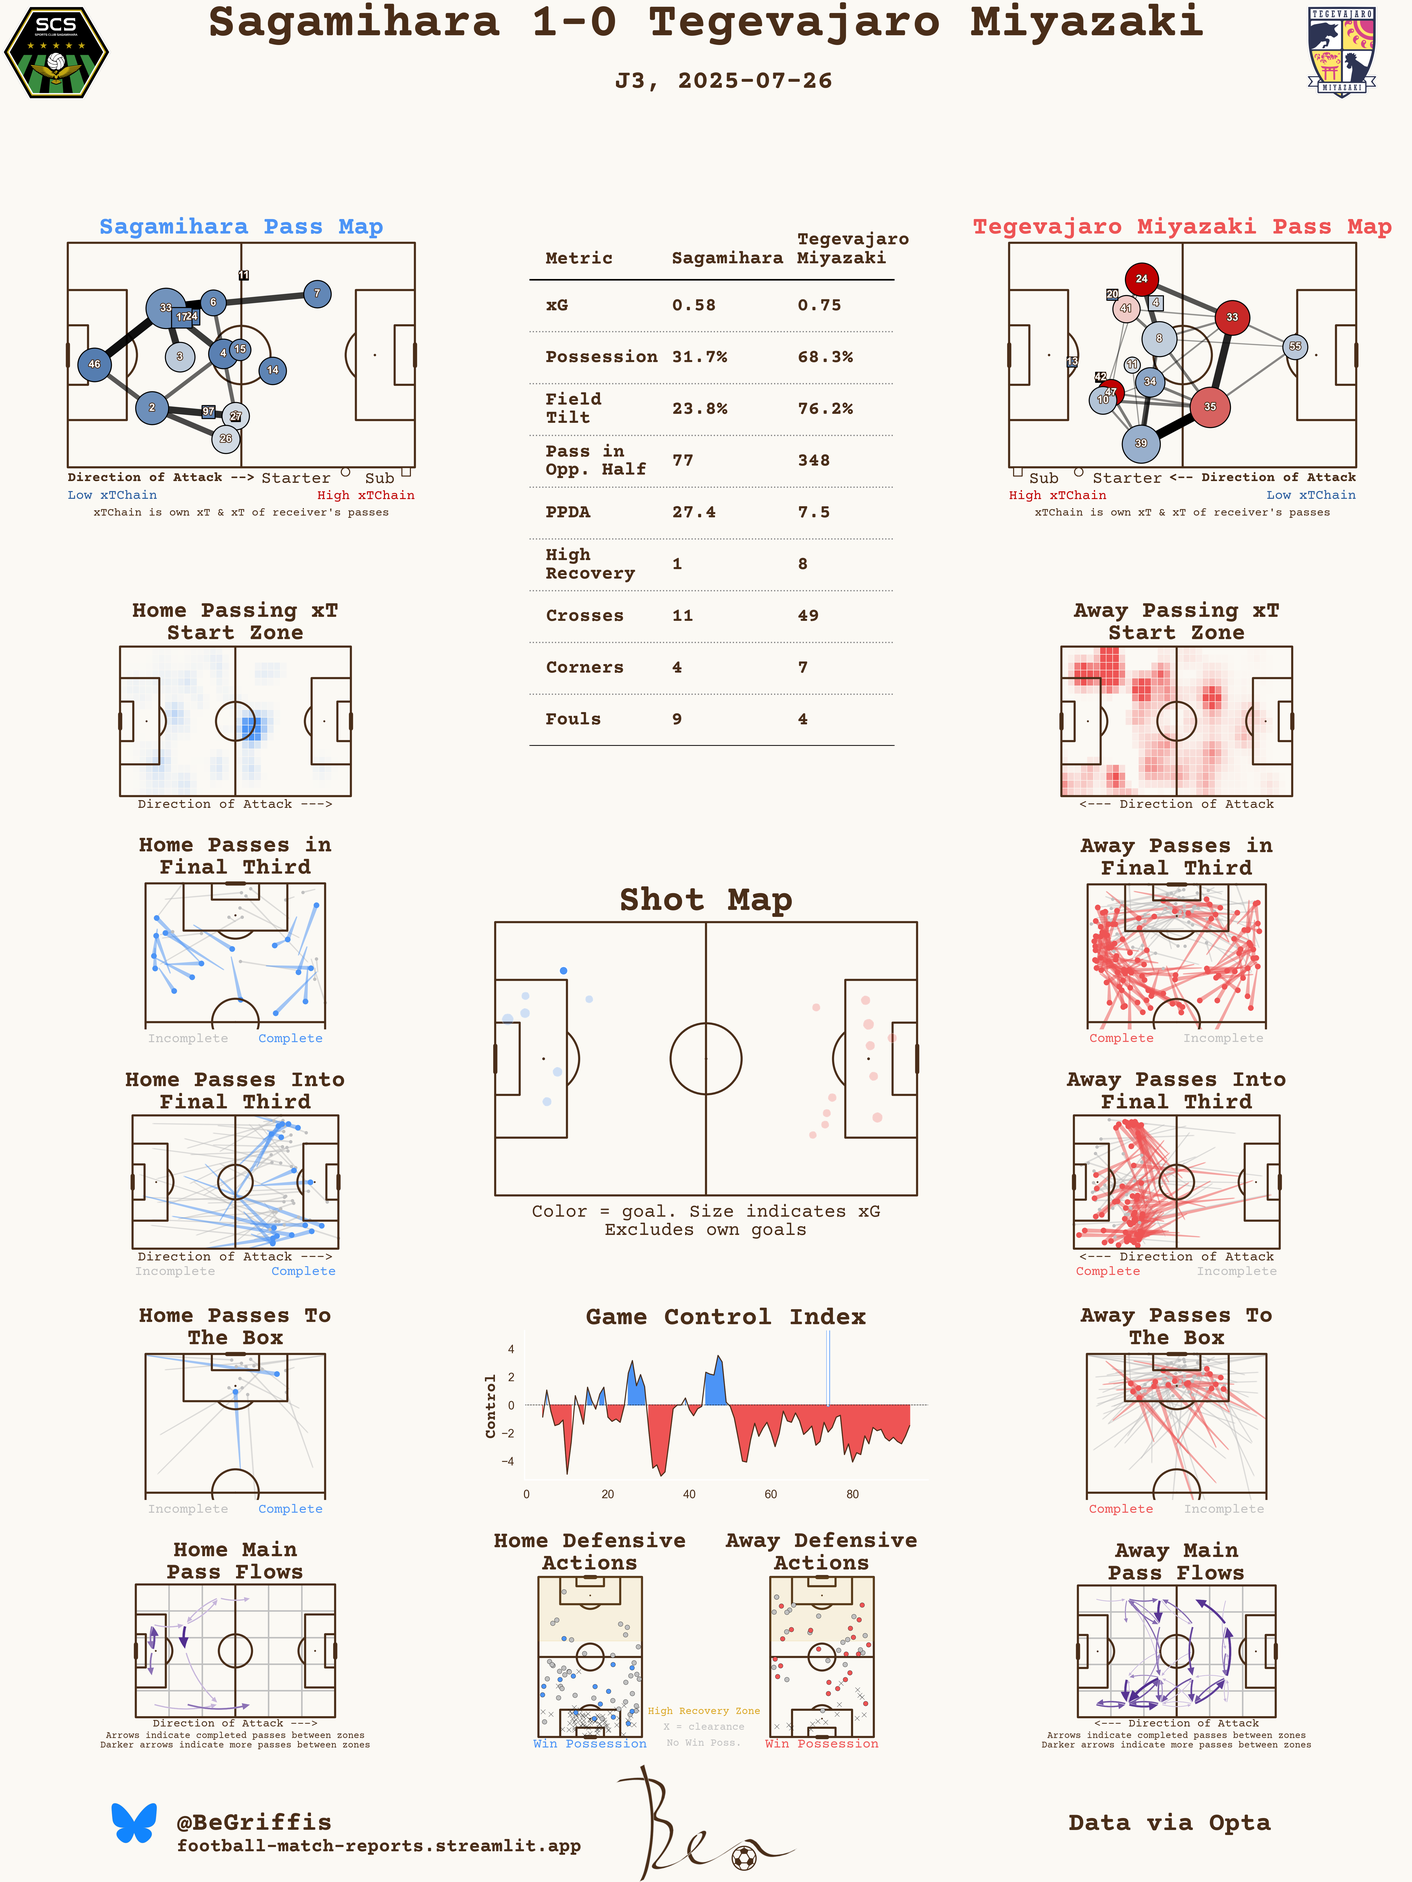 Sagamihara 1-0 Tegevajaro Miyazaki
J3, 2025-07-26
SCS
SPORTS CLUB SAGAMIHARA
TEGEVAJARO
MIYAZAKI
Sagamihara Pass Map
11
7
6
33
17
24
3
4
15
14
46
2
97
27
26
Direction of Attack --> Starter Sub
Low xTChain High xTChain
xTChain is own xT & xT of receiver's passes
Metric Sagamihara Tegevajaro Miyazaki
xG 0.58 0.75
Possession 31.7% 68.3%
Field Tilt 23.8% 76.2%
Pass in Opp. Half 77 348
PPDA 27.4 7.5
High Recovery 1 8
Crosses 11 49
Corners 4 7
Fouls 9 4
Tegevajaro Miyazaki Pass Map
24
20
41
4
33
8
55
13
11
42
47
10
34
35
39
Sub Starter <-- Direction of Attack
High xTChain Low xTChain
xTChain is own xT & xT of receiver's passes
Home Passing xT
Start Zone
Direction of Attack --->
Away Passing xT
Start Zone
<--- Direction of Attack
Home Passes in
Final Third
Incomplete Complete
Away Passes in
Final Third
Complete Incomplete
Shot Map
Color = goal. Size indicates xG
Excludes own goals
Home Passes Into
Final Third
Direction of Attack --->
Incomplete Complete
Away Passes Into
Final Third
<--- Direction of Attack
Complete Incomplete
Home Passes To
The Box
Incomplete Complete
Game Control Index
Control
4
2
0
−2
−4
0 20 40 60 80
Away Passes To
The Box
Complete Incomplete
Home Main
Pass Flows
Direction of Attack --->
Arrows indicate completed passes between zones
Darker arrows indicate more passes between zones
Home Defensive
Actions
Win Possession
High Recovery Zone
X = clearance
No Win Poss.
Away Defensive
Actions
Win Possession
Away Main
Pass Flows
<--- Direction of Attack
Arrows indicate completed passes between zones
Darker arrows indicate more passes between zones
@BeGriffis
football-match-reports.streamlit.app
Ben
Data via Opta